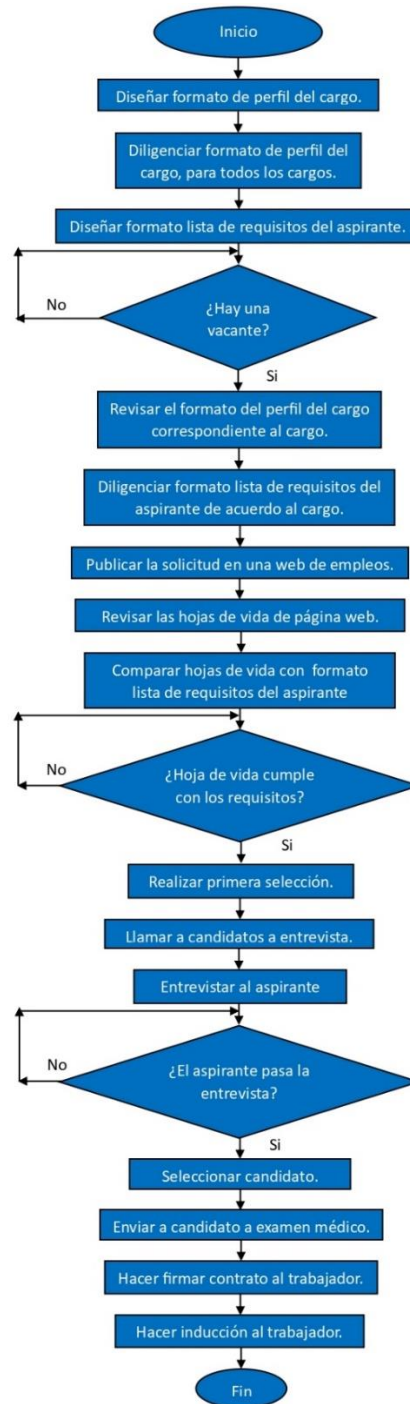 Inicio
Diseñar formato de perfil del cargo.
Diligenciar formato de perfil del
cargo, para todos los cargos.
Diseñar formato lista de requisitos del aspirante.
No
¿Hay una
vacante?
Si
Revisar el formato del perfil del cargo
correspondiente al cargo.
Diligenciar formato lista de requisitos del
aspirante de acuerdo al cargo.
Publicar la solicitud en una web de empleos.
Revisar las hojas de vida de página web.
Comparar hojas de vida con formato
lista de requisitos del aspirante
No
¿Hoja de vida cumple
con los requisitos?
Si
Realizar primera selección.
Llamar a candidatos a entrevista.
Entrevistar al aspirante
No
¿El aspirante pasa la
entrevista?
Si
Seleccionar candidato.
Enviar a candidato a examen médico.
Hacer firmar contrato al trabajador.
Hacer inducción al trabajador.
Fin